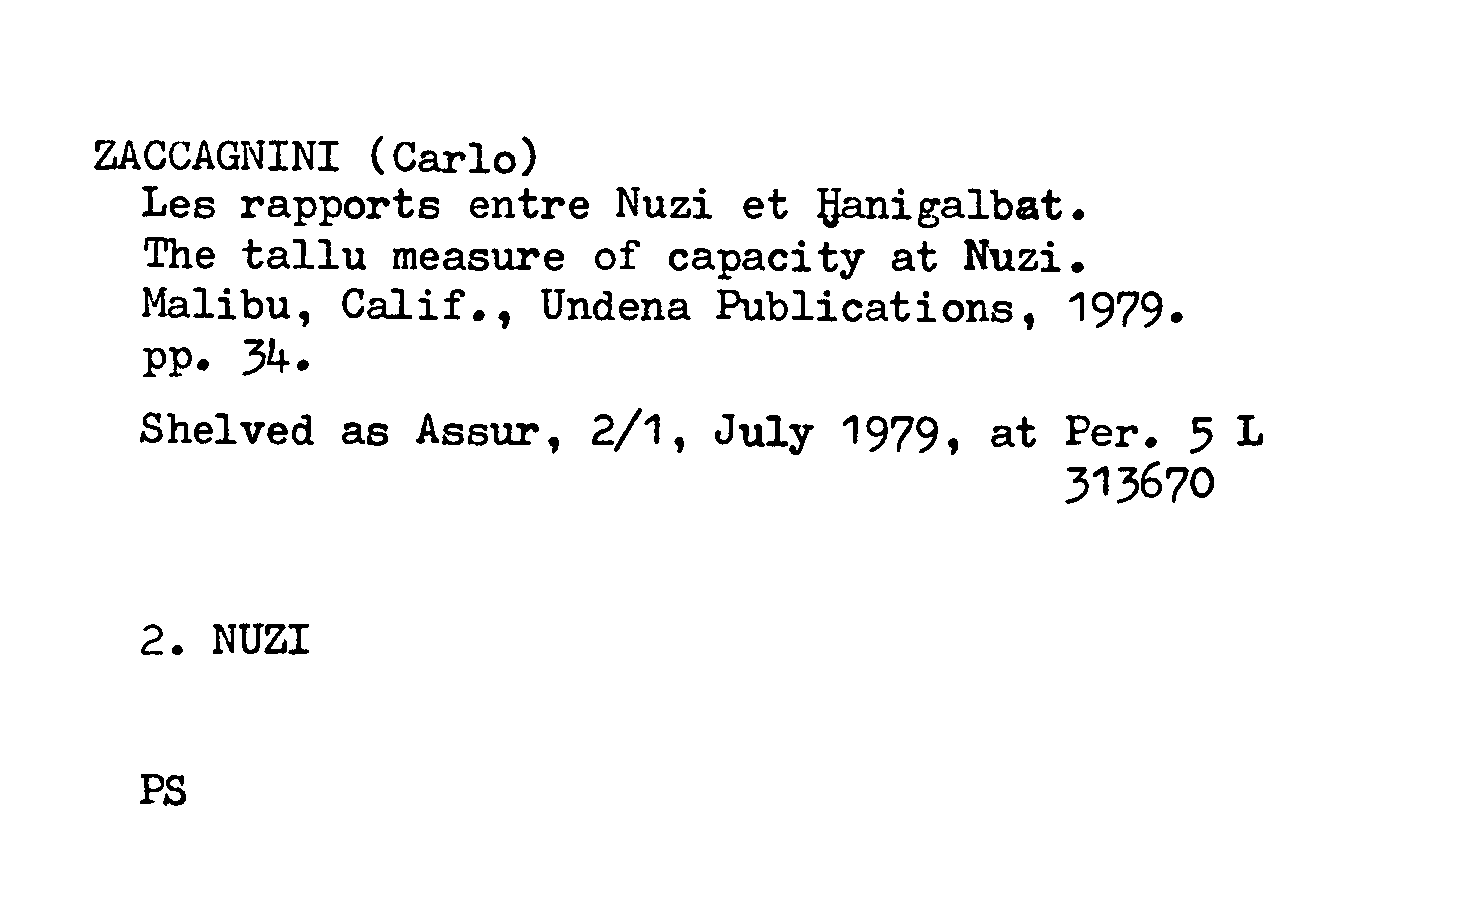 ZACCAGNINI (Carlo)
Les rapports entre Nuzi et Ḫanigalbat.
The tallu measure of capacity at Nuzi.
Malibu, Calif., Undena Publications, 1979.
pp. 34.
Shelved as Assur, 2/1, July 1979, at Per. 5 L
313670
2. NUZI
PS